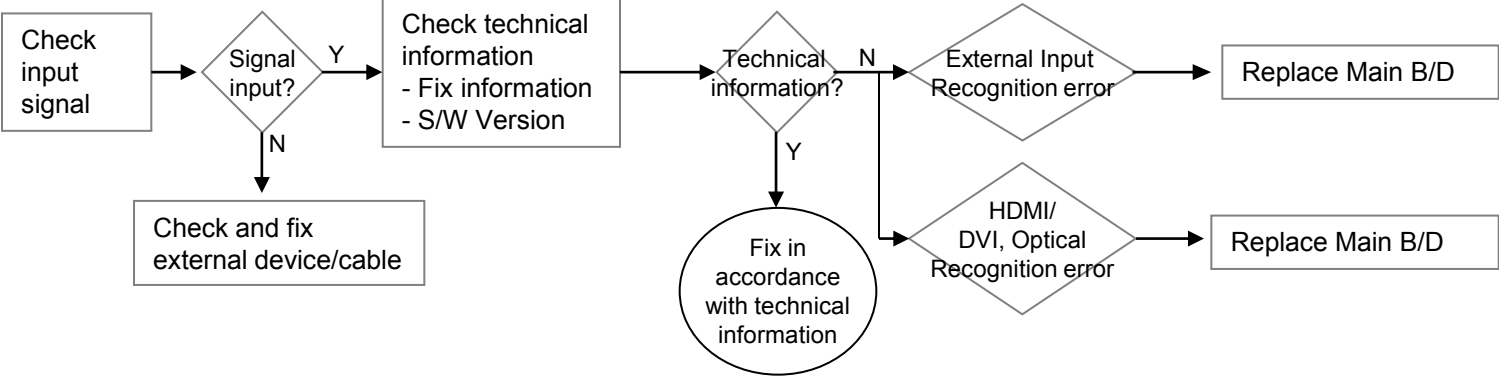 Check
input
signal
Signal
input?
Y
N
Check and fix
external device/cable
Check technical
information
- Fix information
- S/W Version
Technical
information?
N
Y
Fix in
accordance
with technical
information
External Input
Recognition error
Replace Main B/D
HDMI/
DVI, Optical
Recognition error
Replace Main B/D